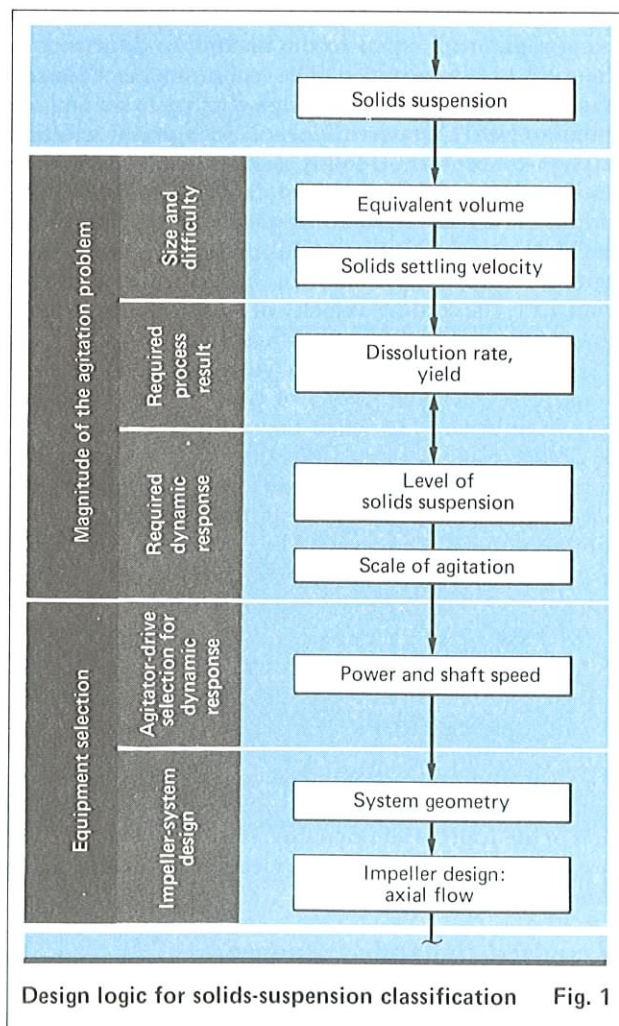 Solids suspension
Magnitude of the agitation problem
Size and
difficulty
Equivalent volume
Solids settling velocity
Required
process
result
Dissolution rate,
yield
Required
dynamic
response
Level of
solids suspension
Scale of agitation
Equipment selection
Agitator-drive
selection for
dynamic
response
Power and shaft speed
Impeller-system
design
System geometry
Impeller design:
axial flow
Design logic for solids-suspension classification Fig. 1